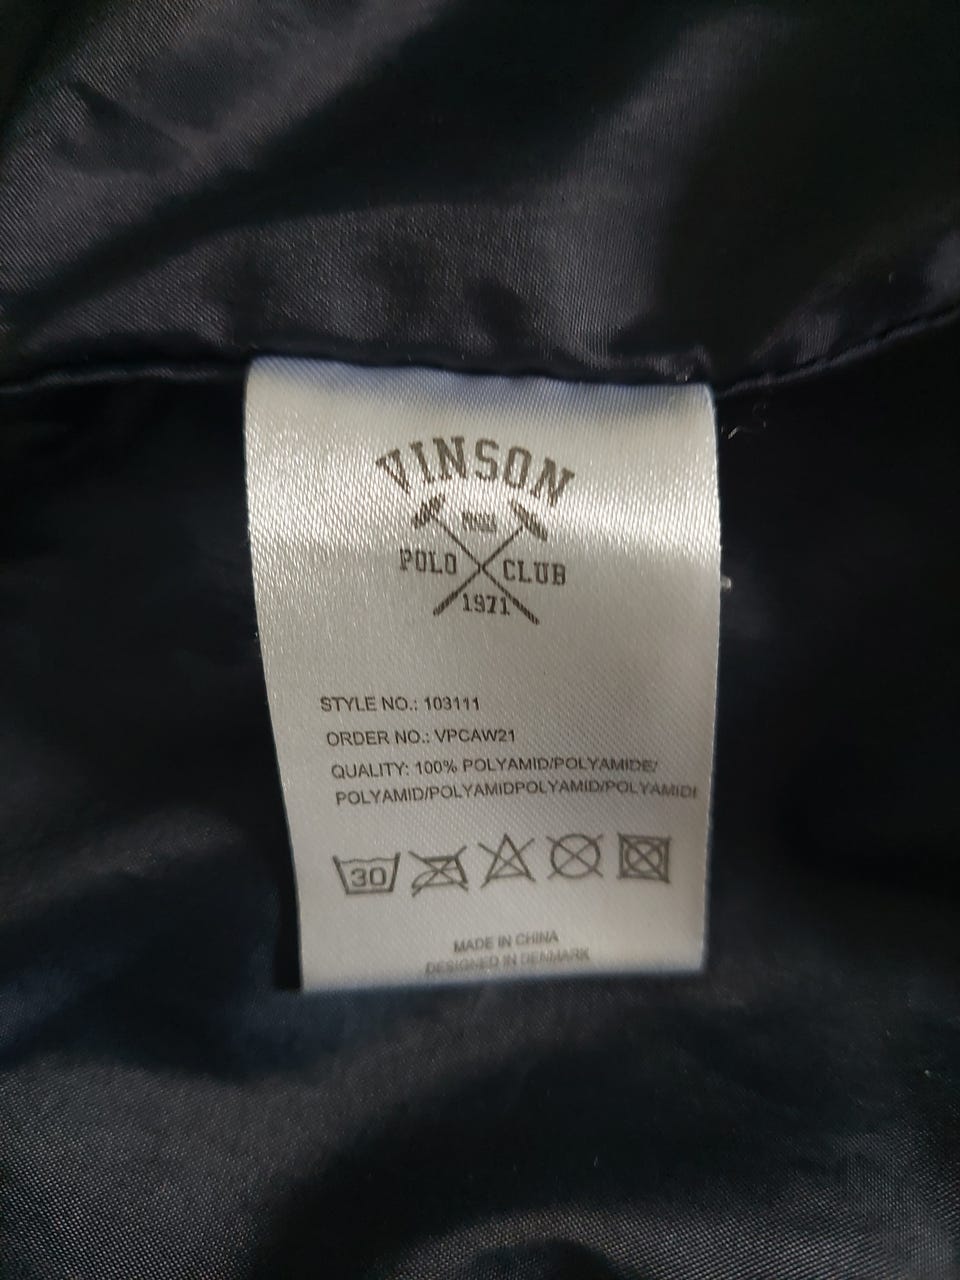 VINSON
POLO CLUB
1971
STYLE NO.: 103111
ORDER NO.: VPCAW21
QUALITY: 100% POLYAMID/POLYAMIDE/
POLYAMID/POLYAMIDPOLYAMID/POLYAMIDE
30
MADE IN CHINA
DESIGNED IN DENMARK